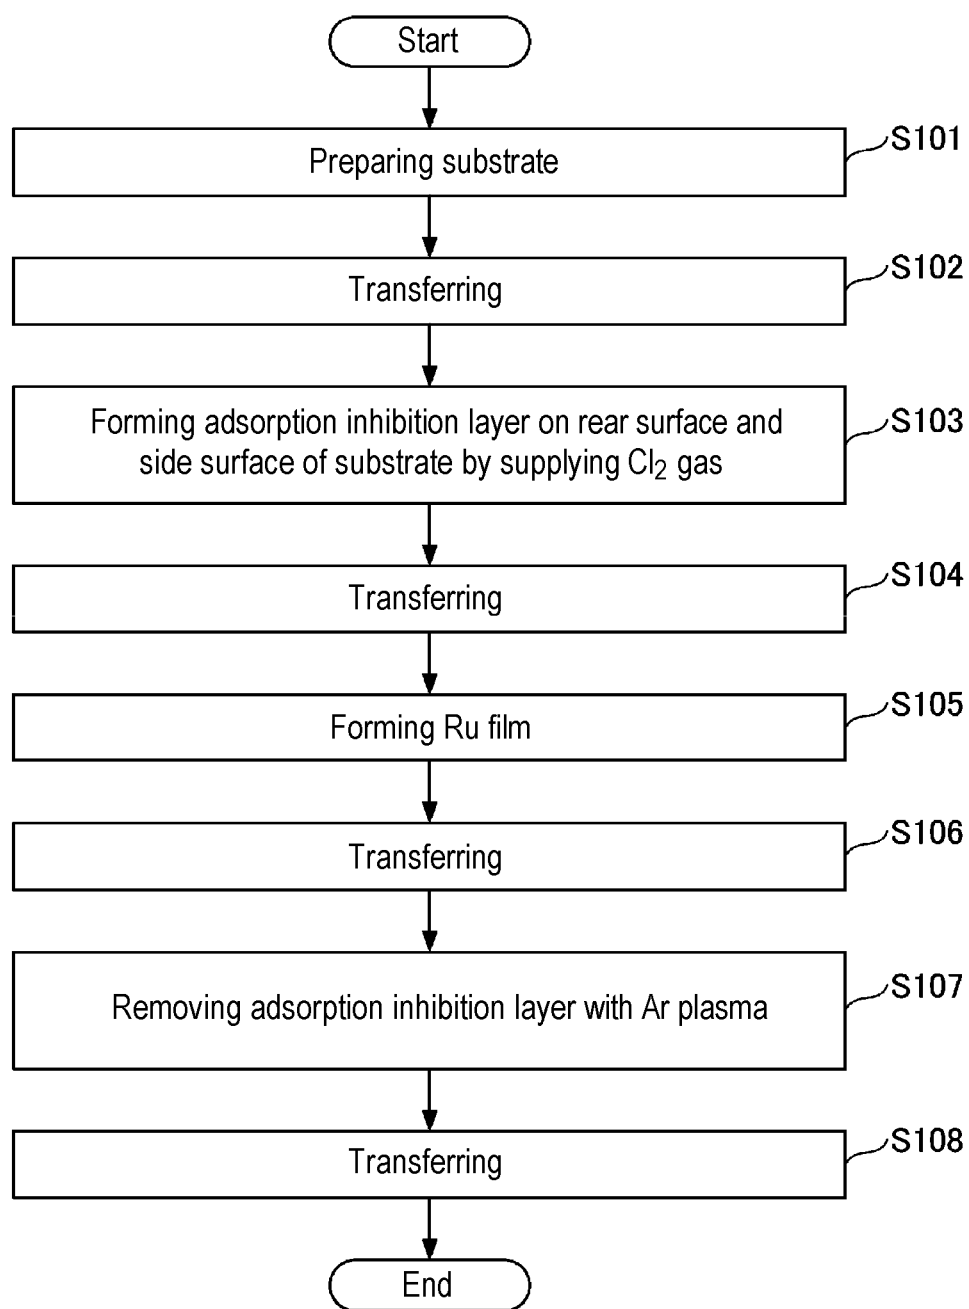 Start
Preparing substrate
S101
Transferring
S102
Forming adsorption inhibition layer on rear surface and
side surface of substrate by supplying Cl₂ gas
S103
Transferring
S104
Forming Ru film
S105
Transferring
S106
Removing adsorption inhibition layer with Ar plasma
S107
Transferring
S108
End